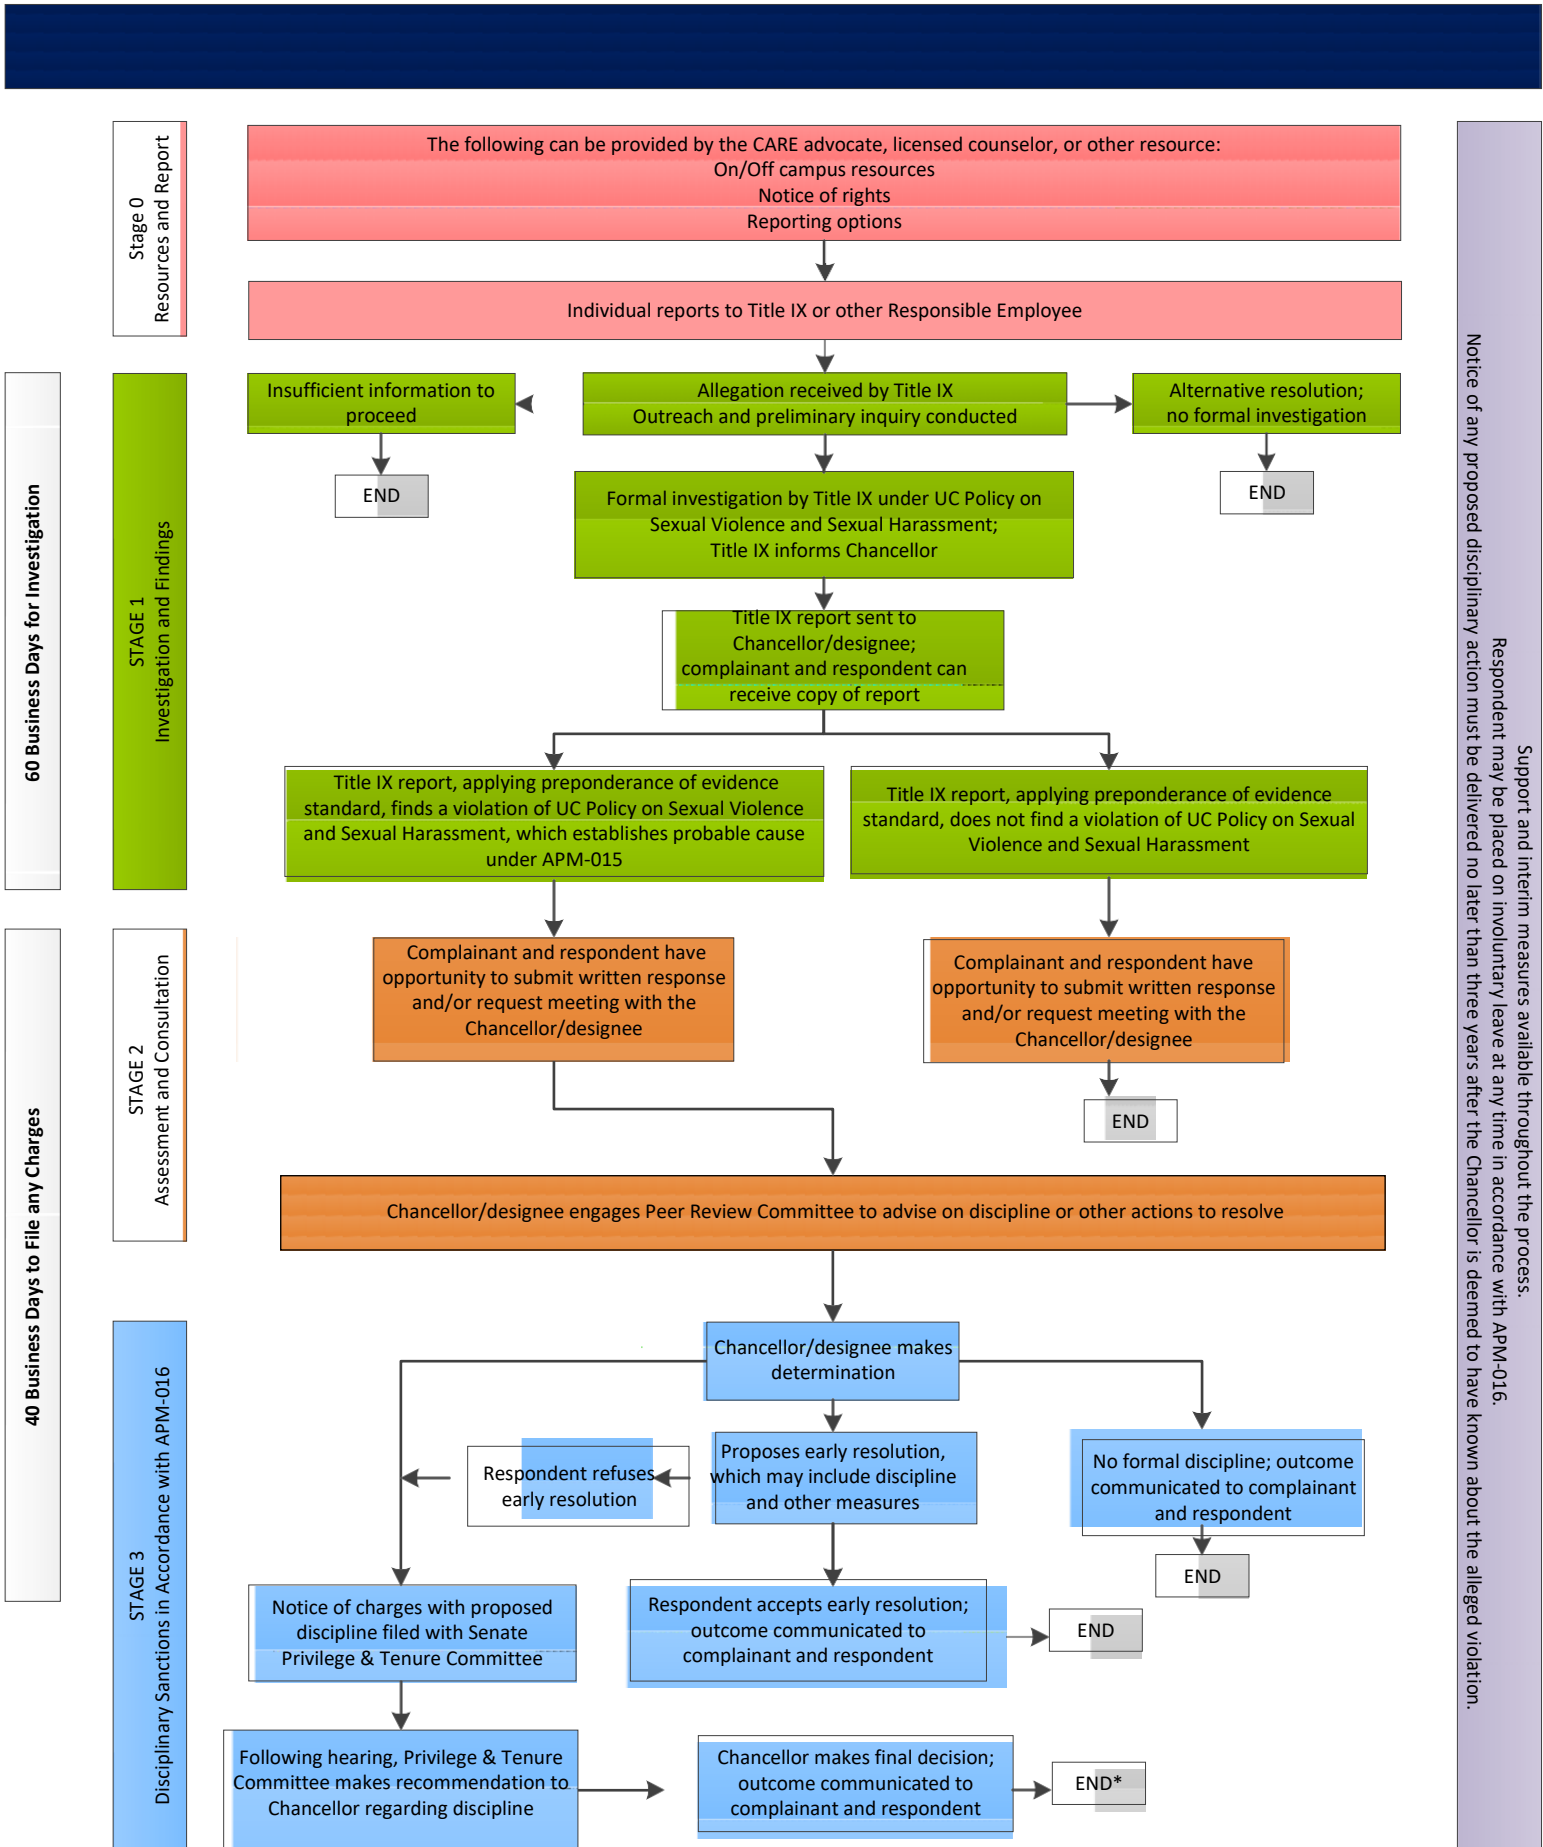 Stage 0
Resources and Report
The following can be provided by the CARE advocate, licensed counselor, or other resource:
On/Off campus resources
Notice of rights
Reporting options
Individual reports to Title IX or other Responsible Employee
60 Business Days for Investigation
STAGE 1
Investigation and Findings
Insufficient information to
proceed
Allegation received by Title IX
Outreach and preliminary inquiry conducted
Alternative resolution;
no formal investigation
END
END
Formal investigation by Title IX under UC Policy on
Sexual Violence and Sexual Harassment;
Title IX informs Chancellor
Title IX report sent to
Chancellor/designee;
complainant and respondent can
receive copy of report
Title IX report, applying preponderance of evidence
standard, finds a violation of UC Policy on Sexual Violence
and Sexual Harassment, which establishes probable cause
under APM-015
Title IX report, applying preponderance of evidence
standard, does not find a violation of UC Policy on Sexual
Violence and Sexual Harassment
40 Business Days to File any Charges
STAGE 2
Assessment and Consultation
Complainant and respondent have
opportunity to submit written response
and/or request meeting with the
Chancellor/designee
Complainant and respondent have
opportunity to submit written response
and/or request meeting with the
Chancellor/designee
END
Chancellor/designee engages Peer Review Committee to advise on discipline or other actions to resolve
STAGE 3
Disciplinary Sanctions in Accordance with APM-016
Chancellor/designee makes
determination
Respondent refuses
early resolution
Proposes early resolution,
which may include discipline
and other measures
No formal discipline; outcome
communicated to complainant
and respondent
END
Notice of charges with proposed
discipline filed with Senate
Privilege & Tenure Committee
Respondent accepts early resolution;
outcome communicated to
complainant and respondent
END
Following hearing, Privilege & Tenure
Committee makes recommendation to
Chancellor regarding discipline
Chancellor makes final decision;
outcome communicated to
complainant and respondent
END*
Support and interim measures available throughout the process.
Respondent may be placed on involuntary leave at any time in accordance with APM-016.
Notice of any proposed disciplinary action must be delivered no later than three years after the Chancellor is deemed to have known about the alleged violation.